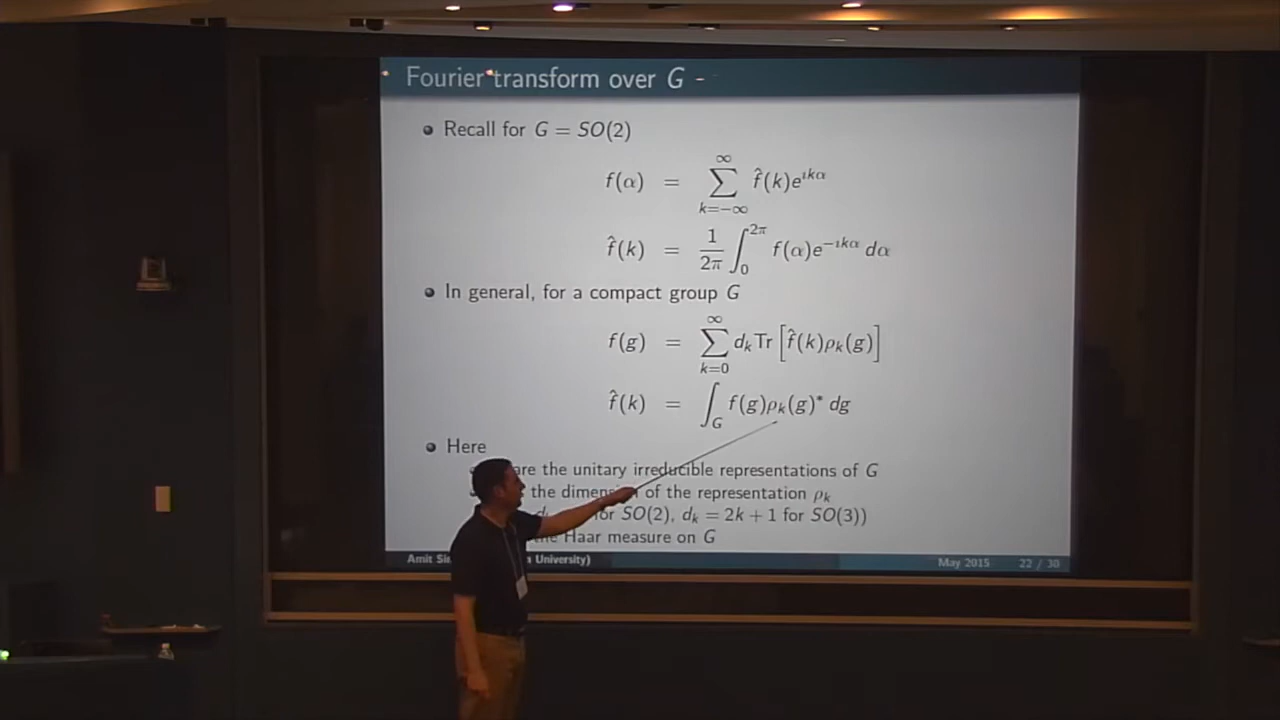 Fourier transform over G -
Recall for G = SO(2)
f(α) = ∑_{k=−∞}^{∞} f̂(k)e^{ıkα}
f̂(k) = 1/2π ∫_0^{2π} f(α)e^{−ıkα} dα
In general, for a compact group G
f(g) = ∑_{k=0}^{∞} d_k Tr [f̂(k)ρ_k(g)]
f̂(k) = ∫_G f(g)ρ_k(g)* dg
Here
are the unitary irreducible representations of G
the dimension of the representation ρ_k
for SO(2), d_k = 2k + 1 for SO(3))
the Haar measure on G
Amit University) May 2015 22 / 30